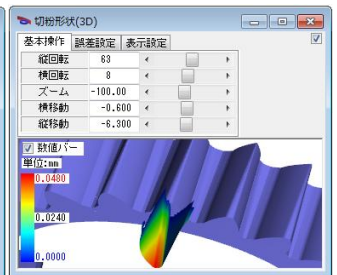 切粉形状(3D)
基本操作 誤差設定 表示設定
縦回転 63
横回転 8
ズーム -100.00
横移動 -0.600
縦移動 -6.300
数値バー
単位:mm
0.0480
0.0240
0.0000